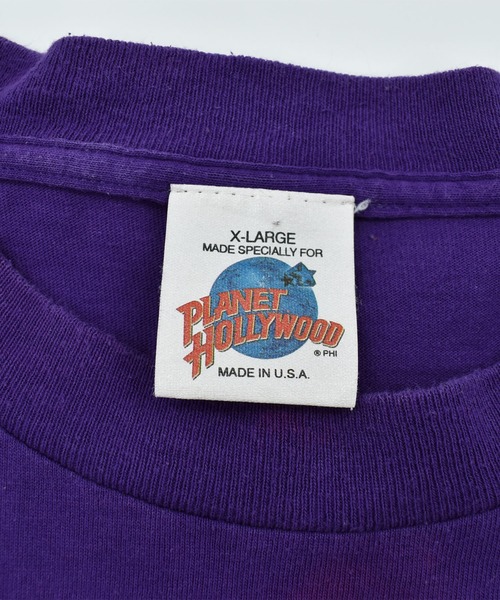 X-LARGE
MADE SPECIALLY FOR
PLANET
HOLLYWOOD
® PHI
MADE IN U.S.A.